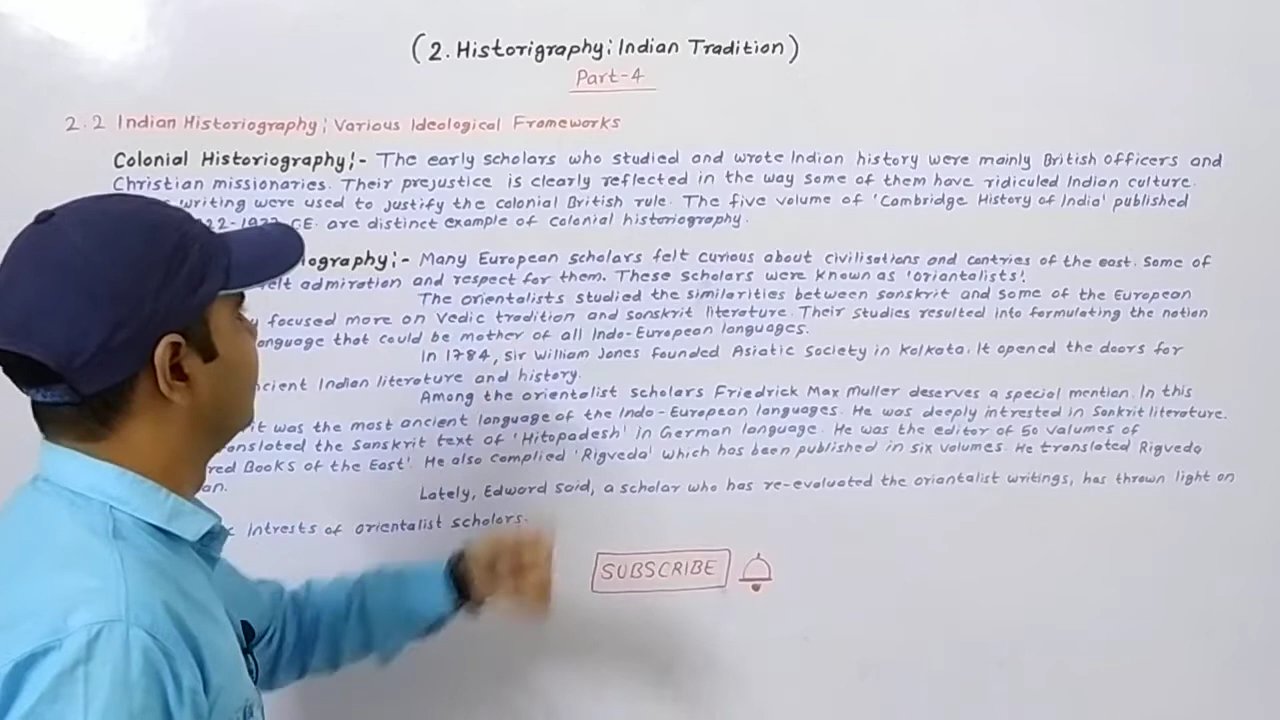 (2. Historigraphy; Indian Tradition)
Part-4
2.2 Indian Historiography; Various Ideological Frameworks
Colonial Historiography;- The early scholars who studied and wrote Indian history were mainly British officers and
Christian missionaries. Their prejustice is clearly reflected in the way some of them have ridiculed Indian culture.
writing were used to justify the colonial British rule. The five volume of 'Cambridge History of India' published
CE. are distinct example of colonial historiography.
iography;- Many European scholars felt curious about civilisations and contries of the east. Some of
elt admiration and respect for them. These scholars were known as 'oriantalists'.
The orientalists studied the similarities between sanskrit and some of the European
y focused more on Vedic tradition and sanskrit literature. Their studies resulted into formulating the notion
anguage that could be mother of all Indo-European languages.
In 1784, Sir William Jones founded Asiatic Society in Kolkata. It opened the doors for
cient Indian literature and history.
Among the orientalist scholars Friedrick Max Muller deserves a special mention. In this
it was the most ancient language of the Indo-European languages. He was deeply intrested in Sankrit literature.
anslated the Sanskrit text of 'Hitopadesh' in German language. He was the editor of 50 volumes of
red Books of the East'. He also complied 'Rigveda' which has been published in six volumes. He translated Rigveda
an.
Lately, Edword Said, a scholar who has re-evaluated the oriantalist writings, has thrown light on
Intrests of orientalist scholars.
SUBSCRIBE